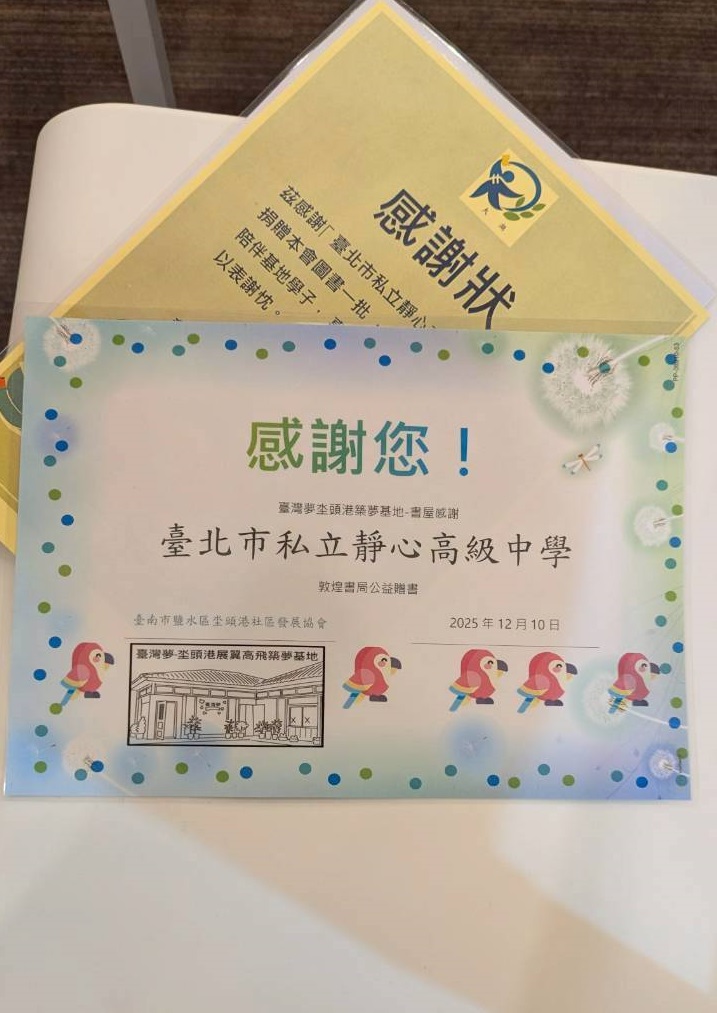 感謝狀
茲感謝「臺北市私立靜心
捐贈本會圖書一批
陪伴基地學子，
以表謝忱。
感謝您！
臺灣夢坔頭港築夢基地-書屋感謝
臺北市私立靜心高級中學
敦煌書局公益贈書
臺南市鹽水區坔頭港社區發展協會
2025 年 12 月 10 日
臺灣夢-坔頭港展翼高飛築夢基地